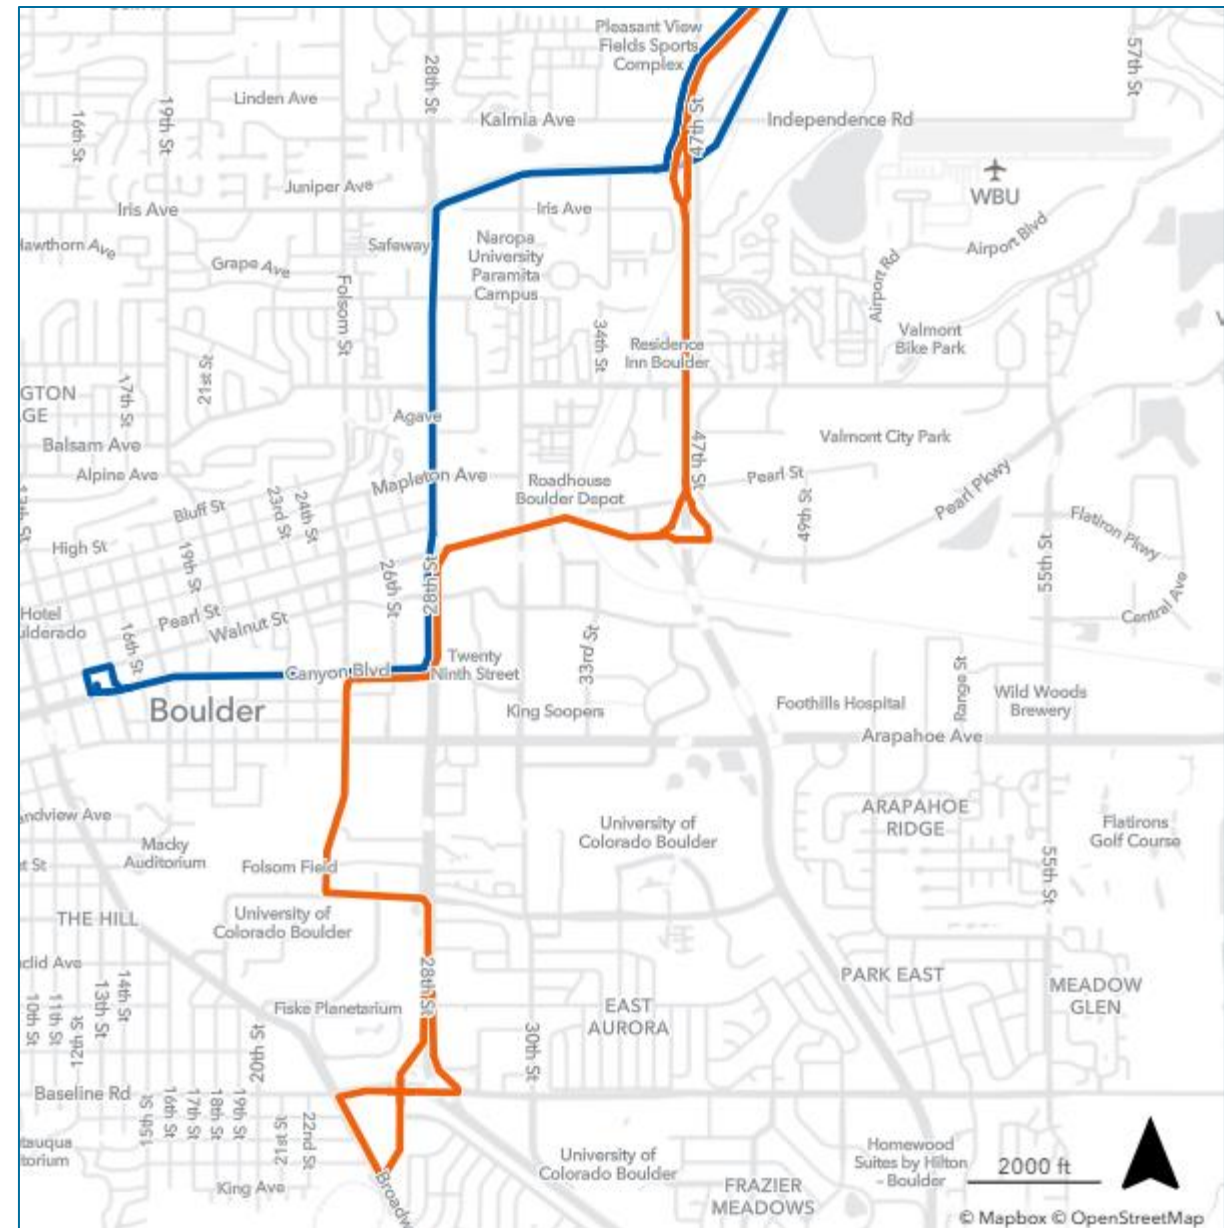 Pleasant View
Fields Sports
Complex
57th St
28th St
Linden Ave
19th St
16th St
Kalmia Ave
47th St
Independence Rd
WBU
Juniper Ave
Iris Ave
Iris Ave
Airport Blvd
Safeway
Naropa
University
Paramita
Campus
Grape Ave
Airport Rd
Folsom St
Valmont
Bike Park
34th St
Residence
Inn Boulder
21st St
17th St
GTON
GE
Agave
Balsam Ave
Valmont City Park
47th St
Alpine Ave
Mapleton Ave
Roadhouse
Boulder Depot
Pearl St
Pearl Pkwy
49th St
Bluff St
23rd St
24th St
Flatiron Pkwy
High St
19th St
26th St
28th St
55th St
Central Ave
Hotel
ulderado
Pearl St
Walnut St
16th St
33rd St
Canyon Blvd
Twenty
Ninth Street
Range St
Wild Woods
Brewery
Foothills Hospital
Boulder
King Soopers
Arapahoe Ave
ndview Ave
ARAPAHOE
RIDGE
University of
Colorado Boulder
Flatirons
Golf Course
Macky
Auditorium
Folsom Field
55th St
THE HILL
University of
Colorado Boulder
clid Ave
28th St
PARK EAST
MEADOW
GLEN
10th St
11th St
12th St
13th St
14th St
Fiske Planetarium
EAST
AURORA
20th St
30th St
Baseline Rd
15th St
16th St
17th St
18th St
19th St
21st St
22nd St
tauqua
torium
University of
Colorado Boulder
Homewood
Suites by Hilton
- Boulder
2000 ft
King Ave
Broadw
FRAZIER
MEADOWS
© Mapbox © OpenStreetMap